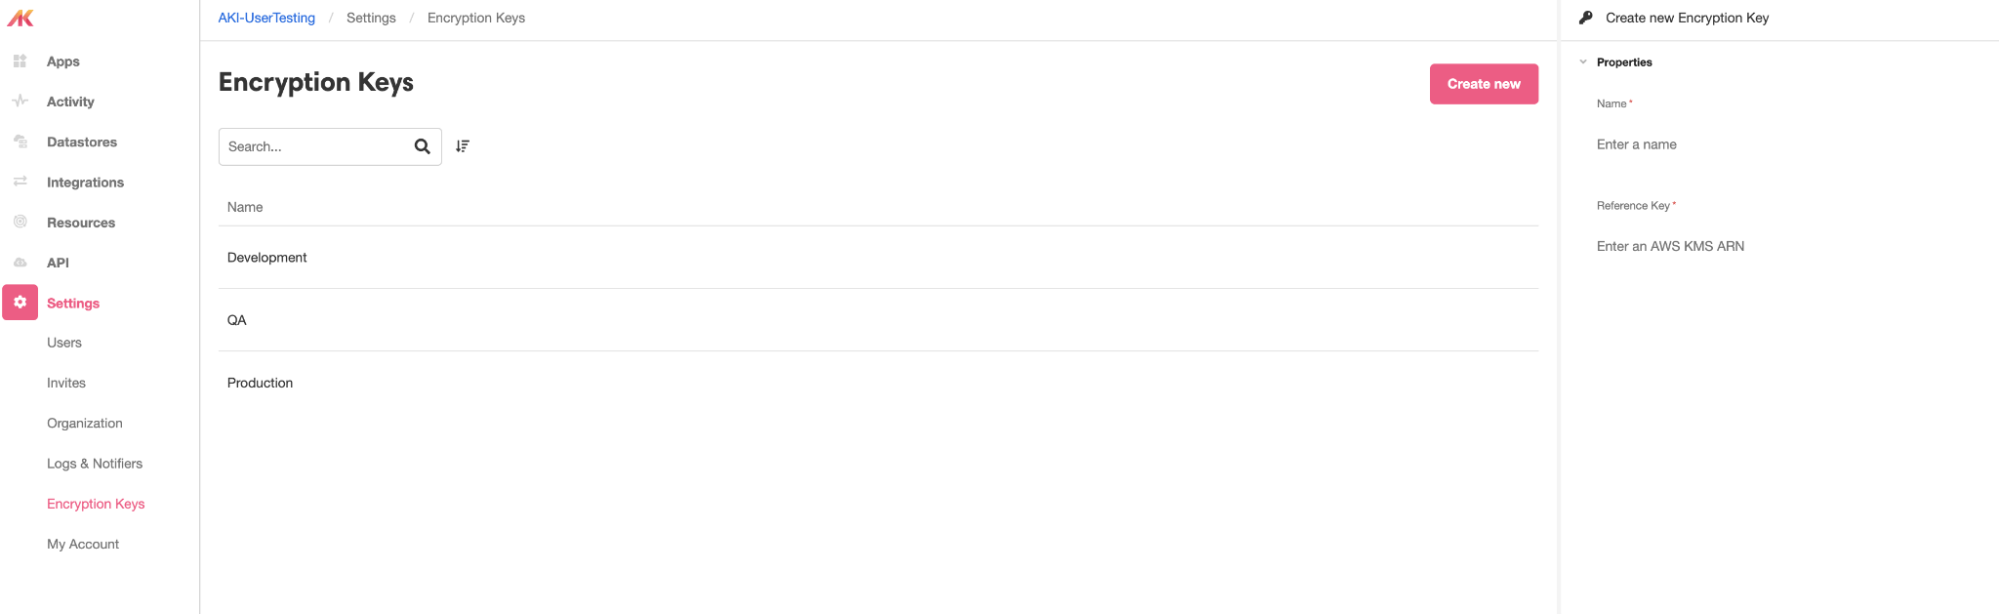 AK
Apps
Activity
Datastores
Integrations
Resources
API
Settings
Users
Invites
Organization
Logs & Notifiers
Encryption Keys
My Account
AKI-UserTesting / Settings / Encryption Keys
Encryption Keys
Create new
Search...
Name
Development
QA
Production
Create new Encryption Key
Properties
Name *
Enter a name
Reference Key *
Enter an AWS KMS ARN